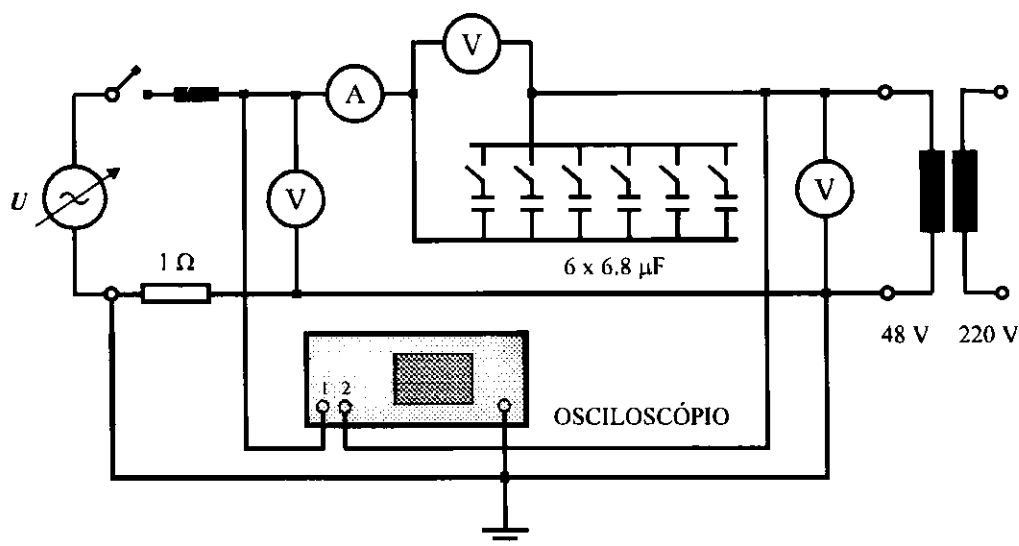 V
A
U
V
V
6 x 6,8 µF
1 Ω
48 V 220 V
1 2
OSCILOSCÓPIO